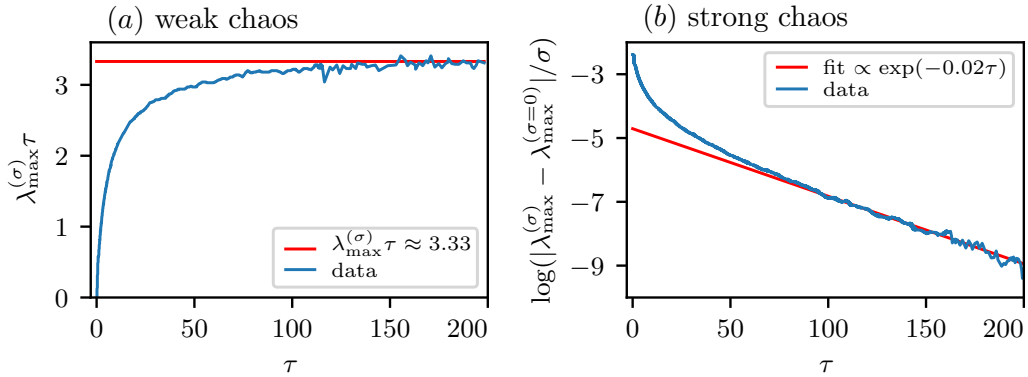 (a) weak chaos
λ_max^(σ) τ
3
2
1
0
0
50
100
150
200
τ
λ_max^(σ) τ ≈ 3.33
data
(b) strong chaos
log(|λ_max^(σ) − λ_max^(σ=0)|/σ)
−3
−5
−7
−9
0
50
100
150
200
τ
fit ∝ exp(−0.02τ)
data